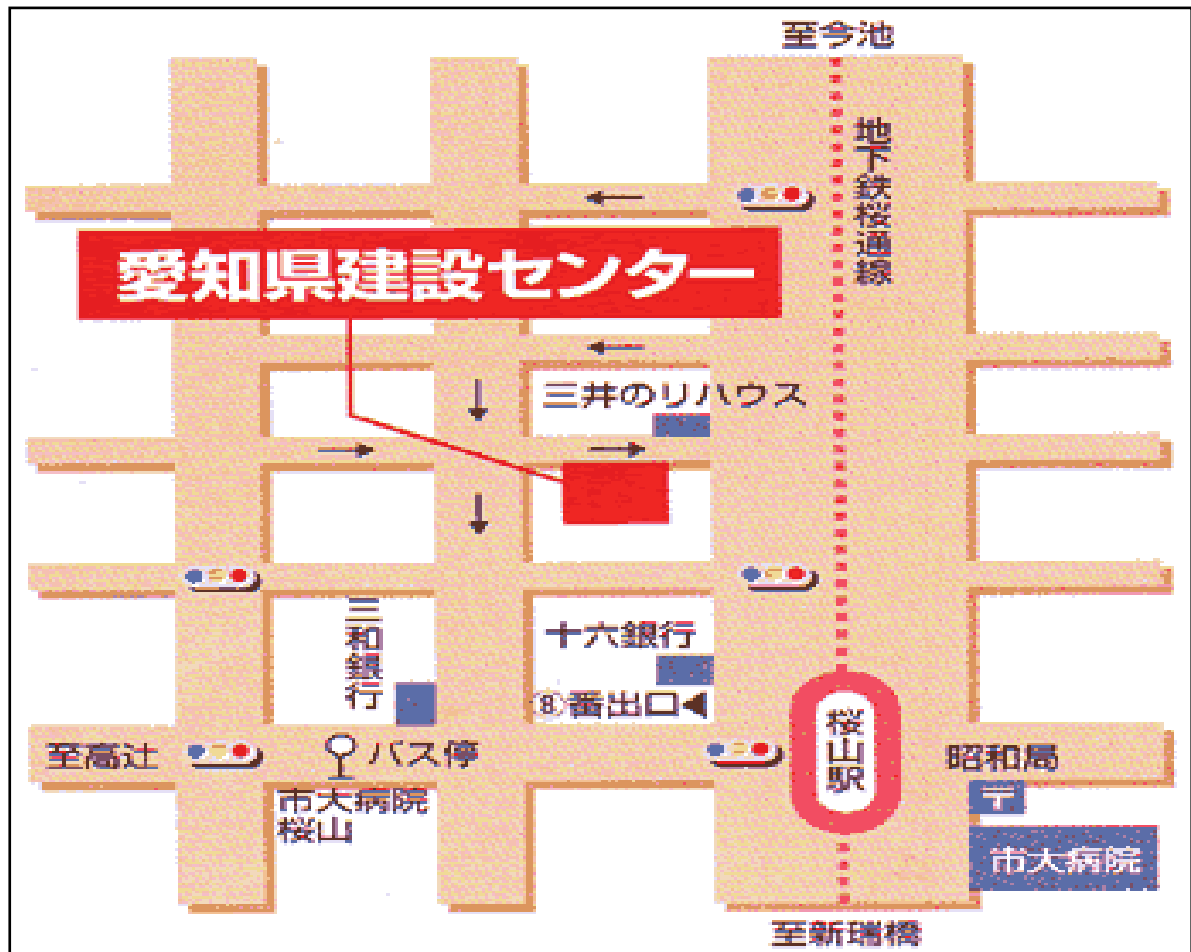 至今池
地下鉄桜通線
愛知県建設センター
三井のリハウス
三和銀行
十六銀行
⑧番出口◀
桜山駅
至高辻
バス停
昭和局
〒
市大病院
桜山
市大病院
至新瑞橋